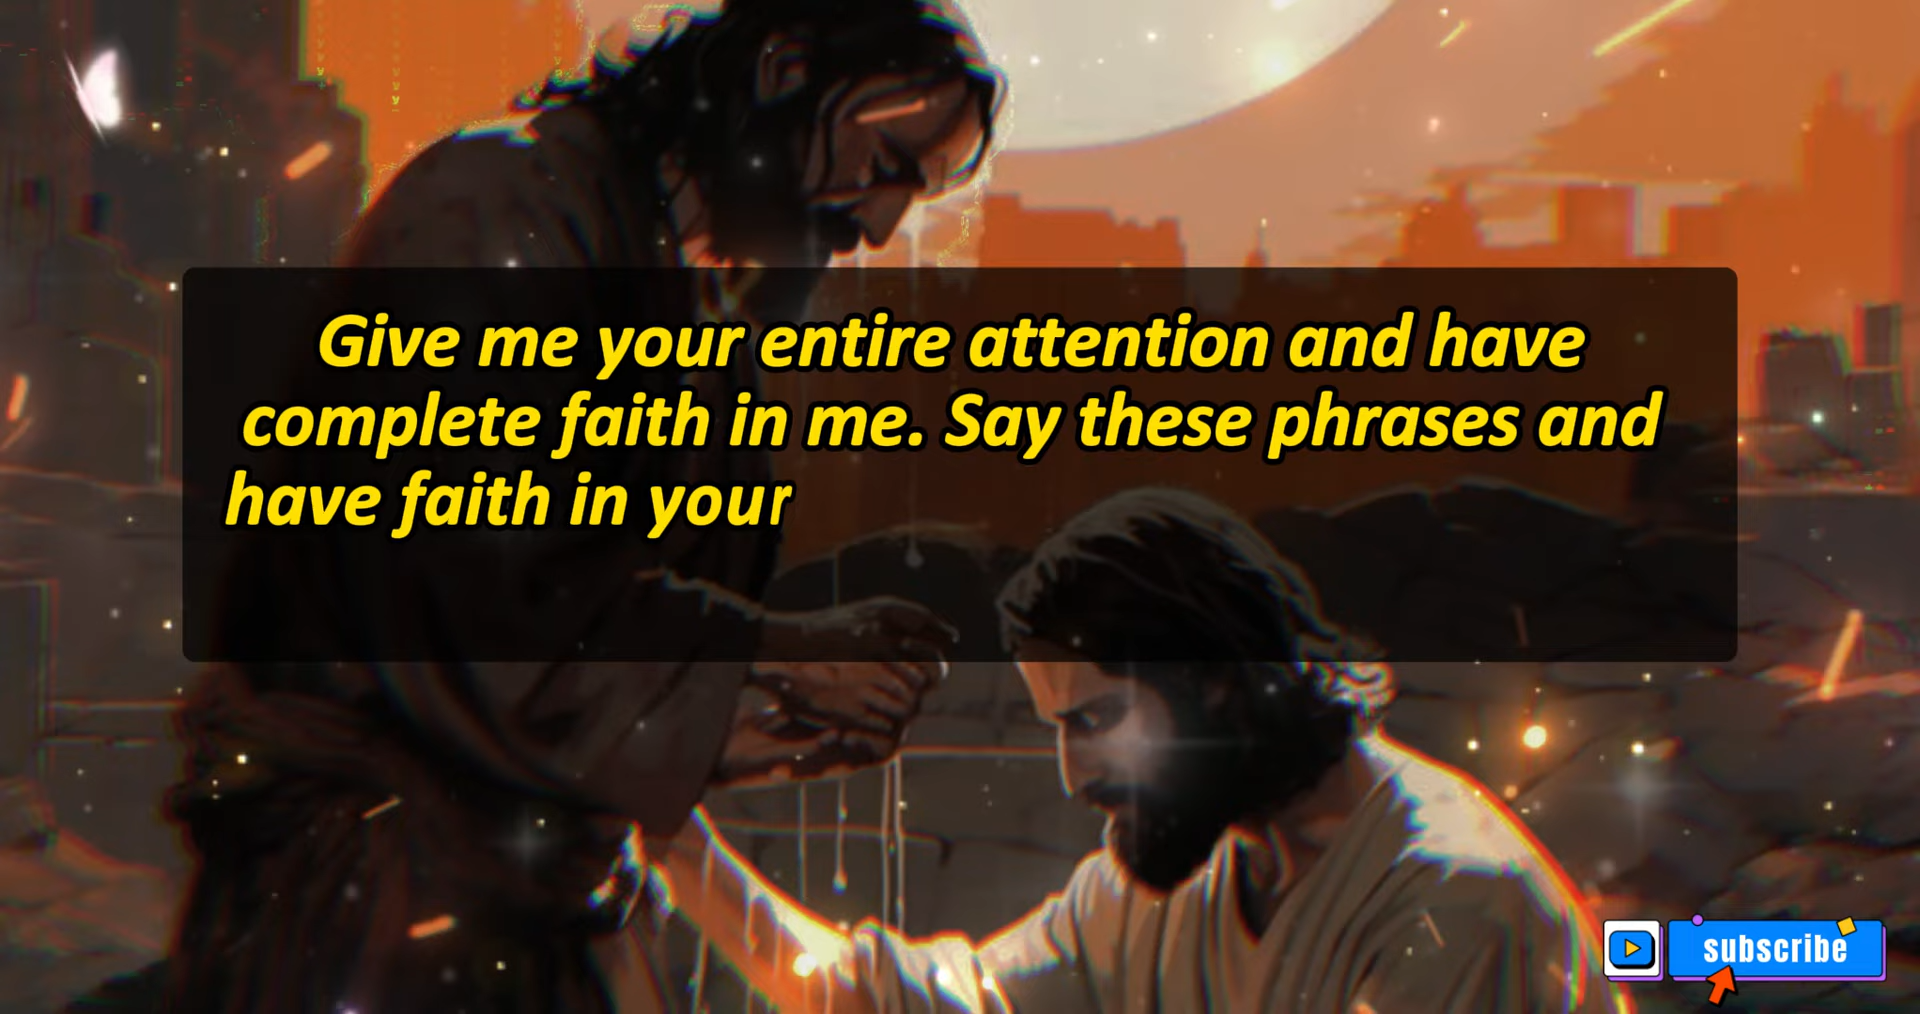 Give me your entire attention and have
complete faith in me. Say these phrases and
have faith in your
subscribe